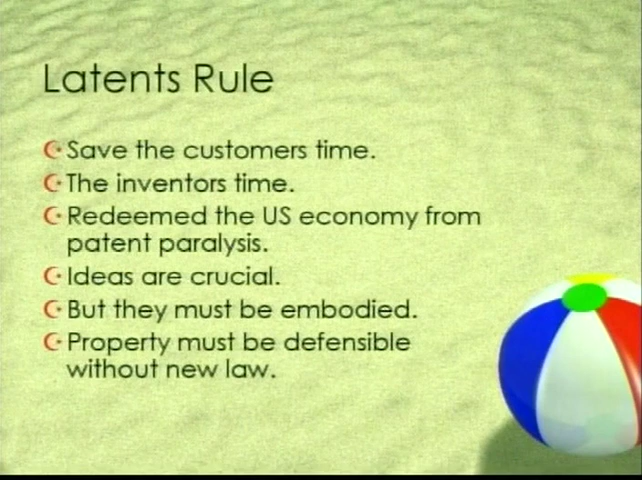 Latents Rule
Save the customers time.
The inventors time.
Redeemed the US economy from
patent paralysis.
Ideas are crucial.
But they must be embodied.
Property must be defensible
without new law.